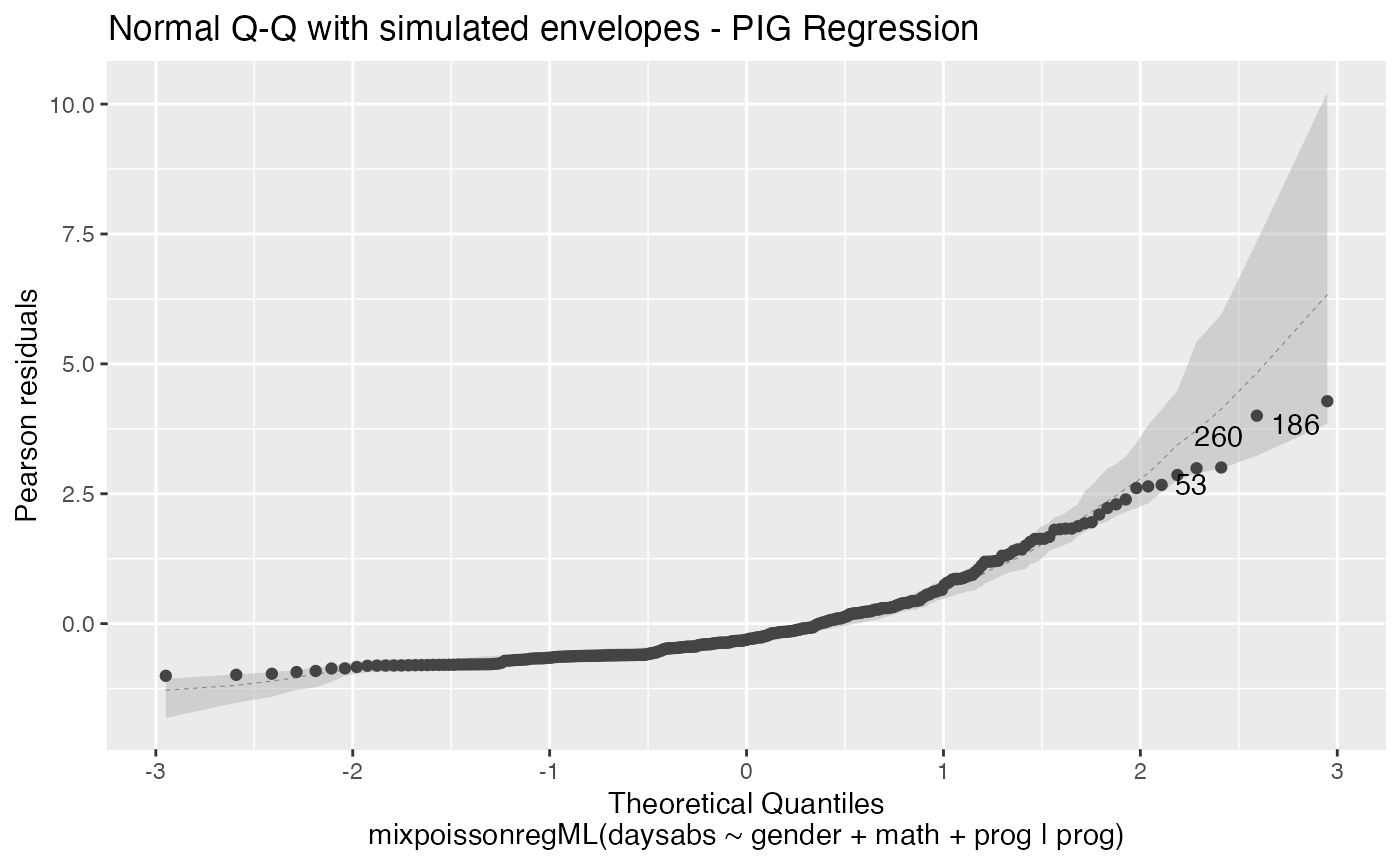 Normal Q-Q with simulated envelopes - PIG Regression
10.0
7.5
5.0
2.5
0.0
Pearson residuals
260
186
53
-3 -2 -1 0 1 2 3
Theoretical Quantiles
mixpoissonregML(daysabs ~ gender + math + prog | prog)